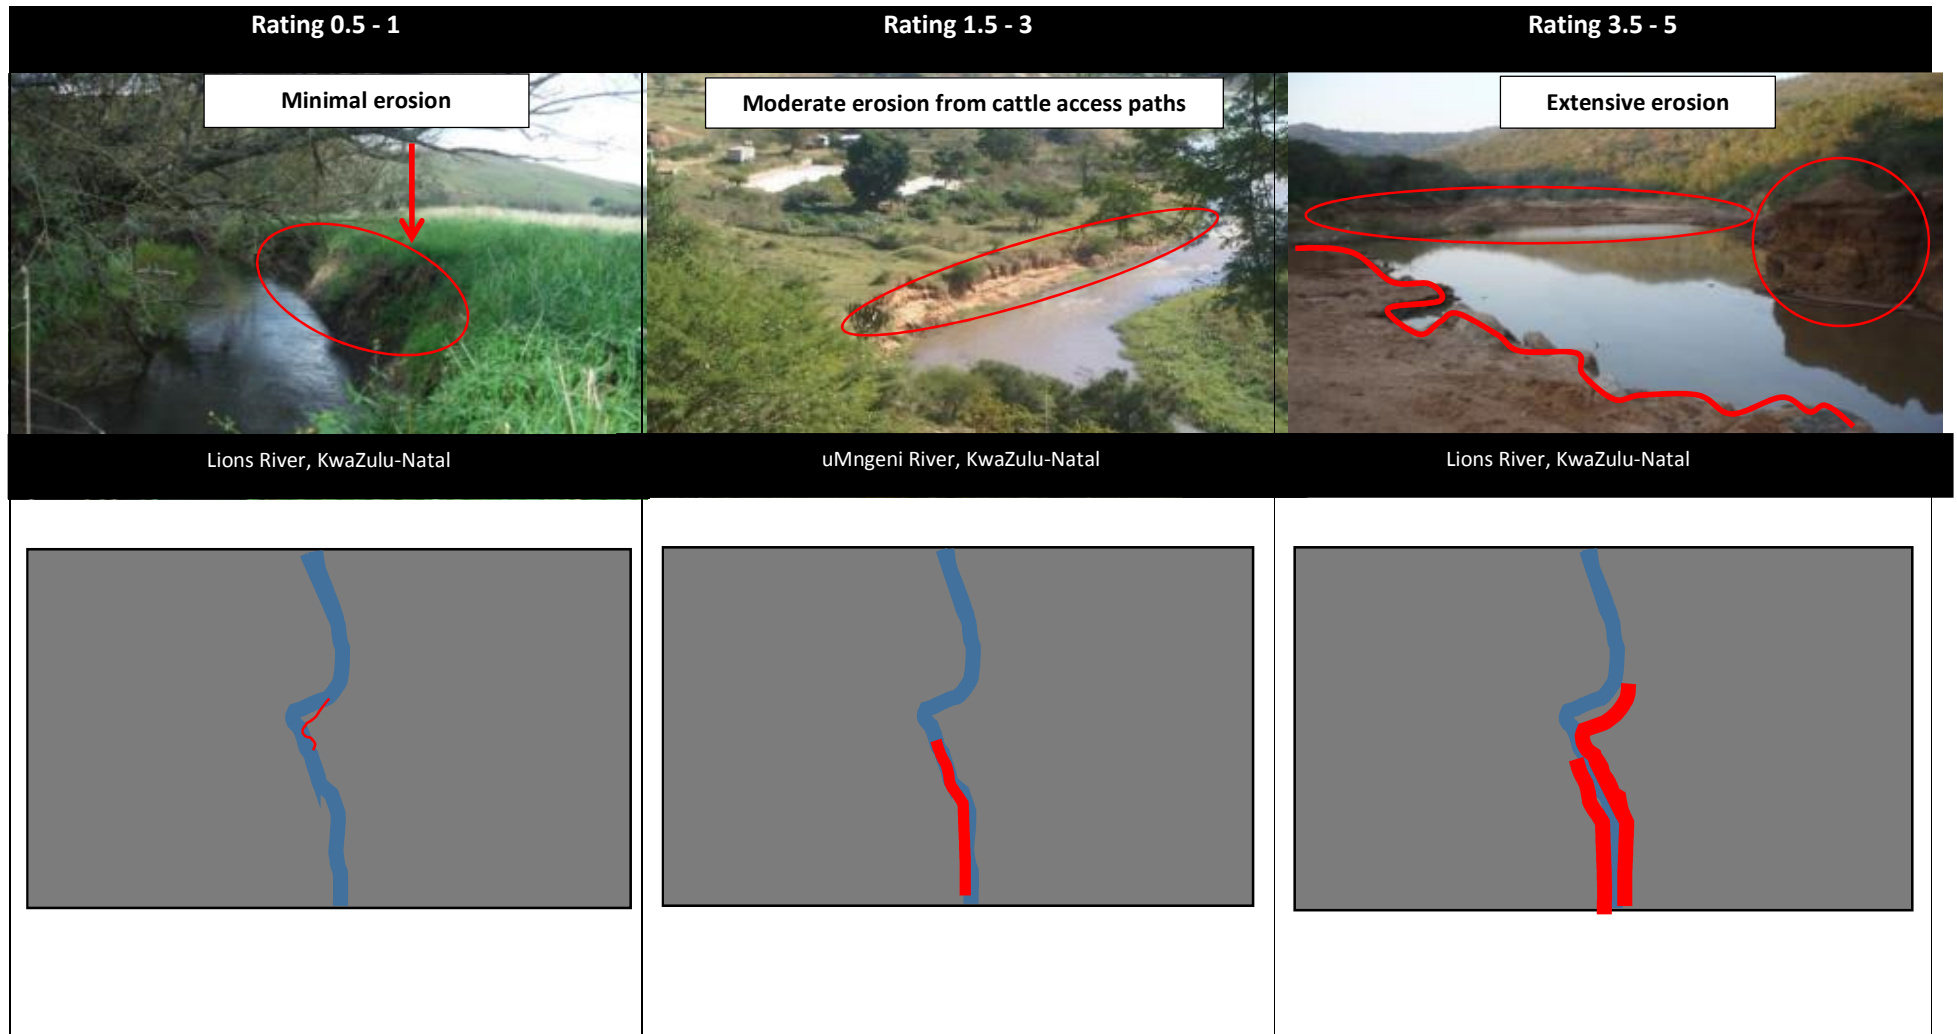 Rating 0.5 - 1
Rating 1.5 - 3
Rating 3.5 - 5
Minimal erosion
Moderate erosion from cattle access paths
Extensive erosion
Lions River, KwaZulu-Natal
uMngeni River, KwaZulu-Natal
Lions River, KwaZulu-Natal